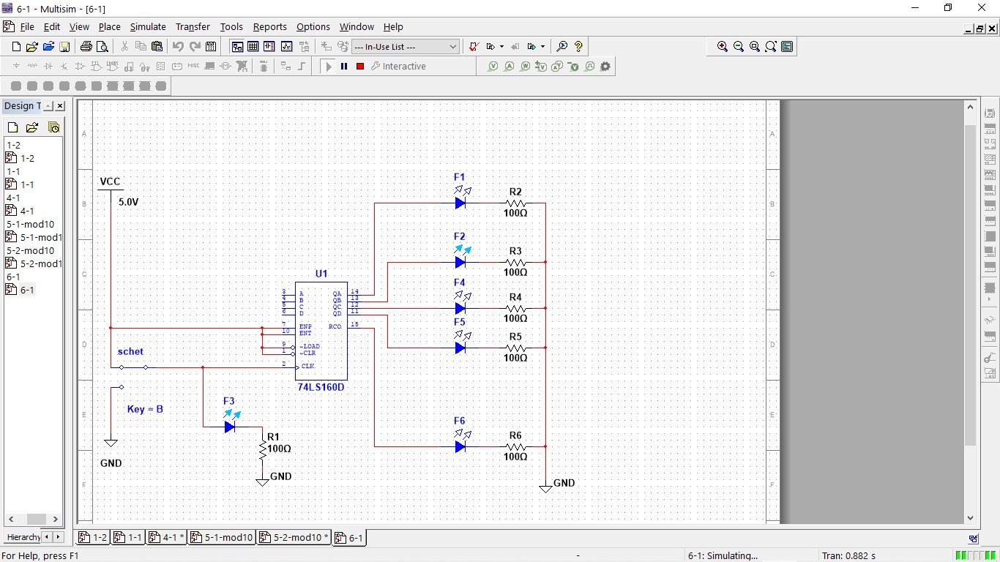 6-1 - Multisim - [6-1]
File Edit View Place Simulate Transfer Tools Reports Options Window Help
--- In-Use List ---
MISC
Interactive
Design T
1-2
1-2
1-1
1-1
4-1
4-1
5-1-mod10
5-1-mod1
5-2-mod10
5-2-mod1
6-1
6-1
Hierarchy
A
B
C
D
E
F
VCC
5.0V
schet
Key = B
GND
F3
R1
100Ω
GND
U1
3 A QA 14
4 B QB 13
5 C QC 12
6 D QD 11
7 ENP RCO 15
10 ENT
9 ~LOAD
1 ~CLR
2 CLK
74LS160D
F1
R2
100Ω
F2
R3
100Ω
F4
R4
100Ω
F5
R5
100Ω
F6
R6
100Ω
GND
A
B
C
D
E
F
1-2 1-1 4-1 * 5-1-mod10 5-2-mod10 * 6-1
For Help, press F1 - 6-1: Simulating... Tran: 0.882 s